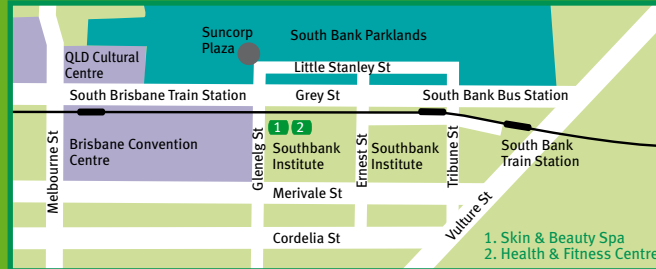 Suncorp
Plaza
South Bank Parklands
QLD Cultural
Centre
Little Stanley St
South Brisbane Train Station
Grey St
South Bank Bus Station
1 2
Brisbane Convention
Centre
Southbank
Institute
Southbank
Institute
South Bank
Train Station
Melbourne St
Glenelg St
Ernest St
Tribune St
Merivale St
Vulture St
Cordelia St
1. Skin & Beauty Spa
2. Health & Fitness Centre